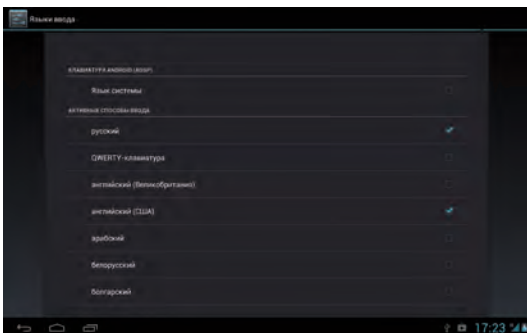 Языки ввода
КЛАВИАТУРА ANDROID (AOSP)
Язык системы
АКТИВНЫЕ СПОСОБЫ ВВОДА
русский
QWERTY-клавиатура
английский (Великобритания)
английский (США)
арабский
белорусский
болгарский
17:23